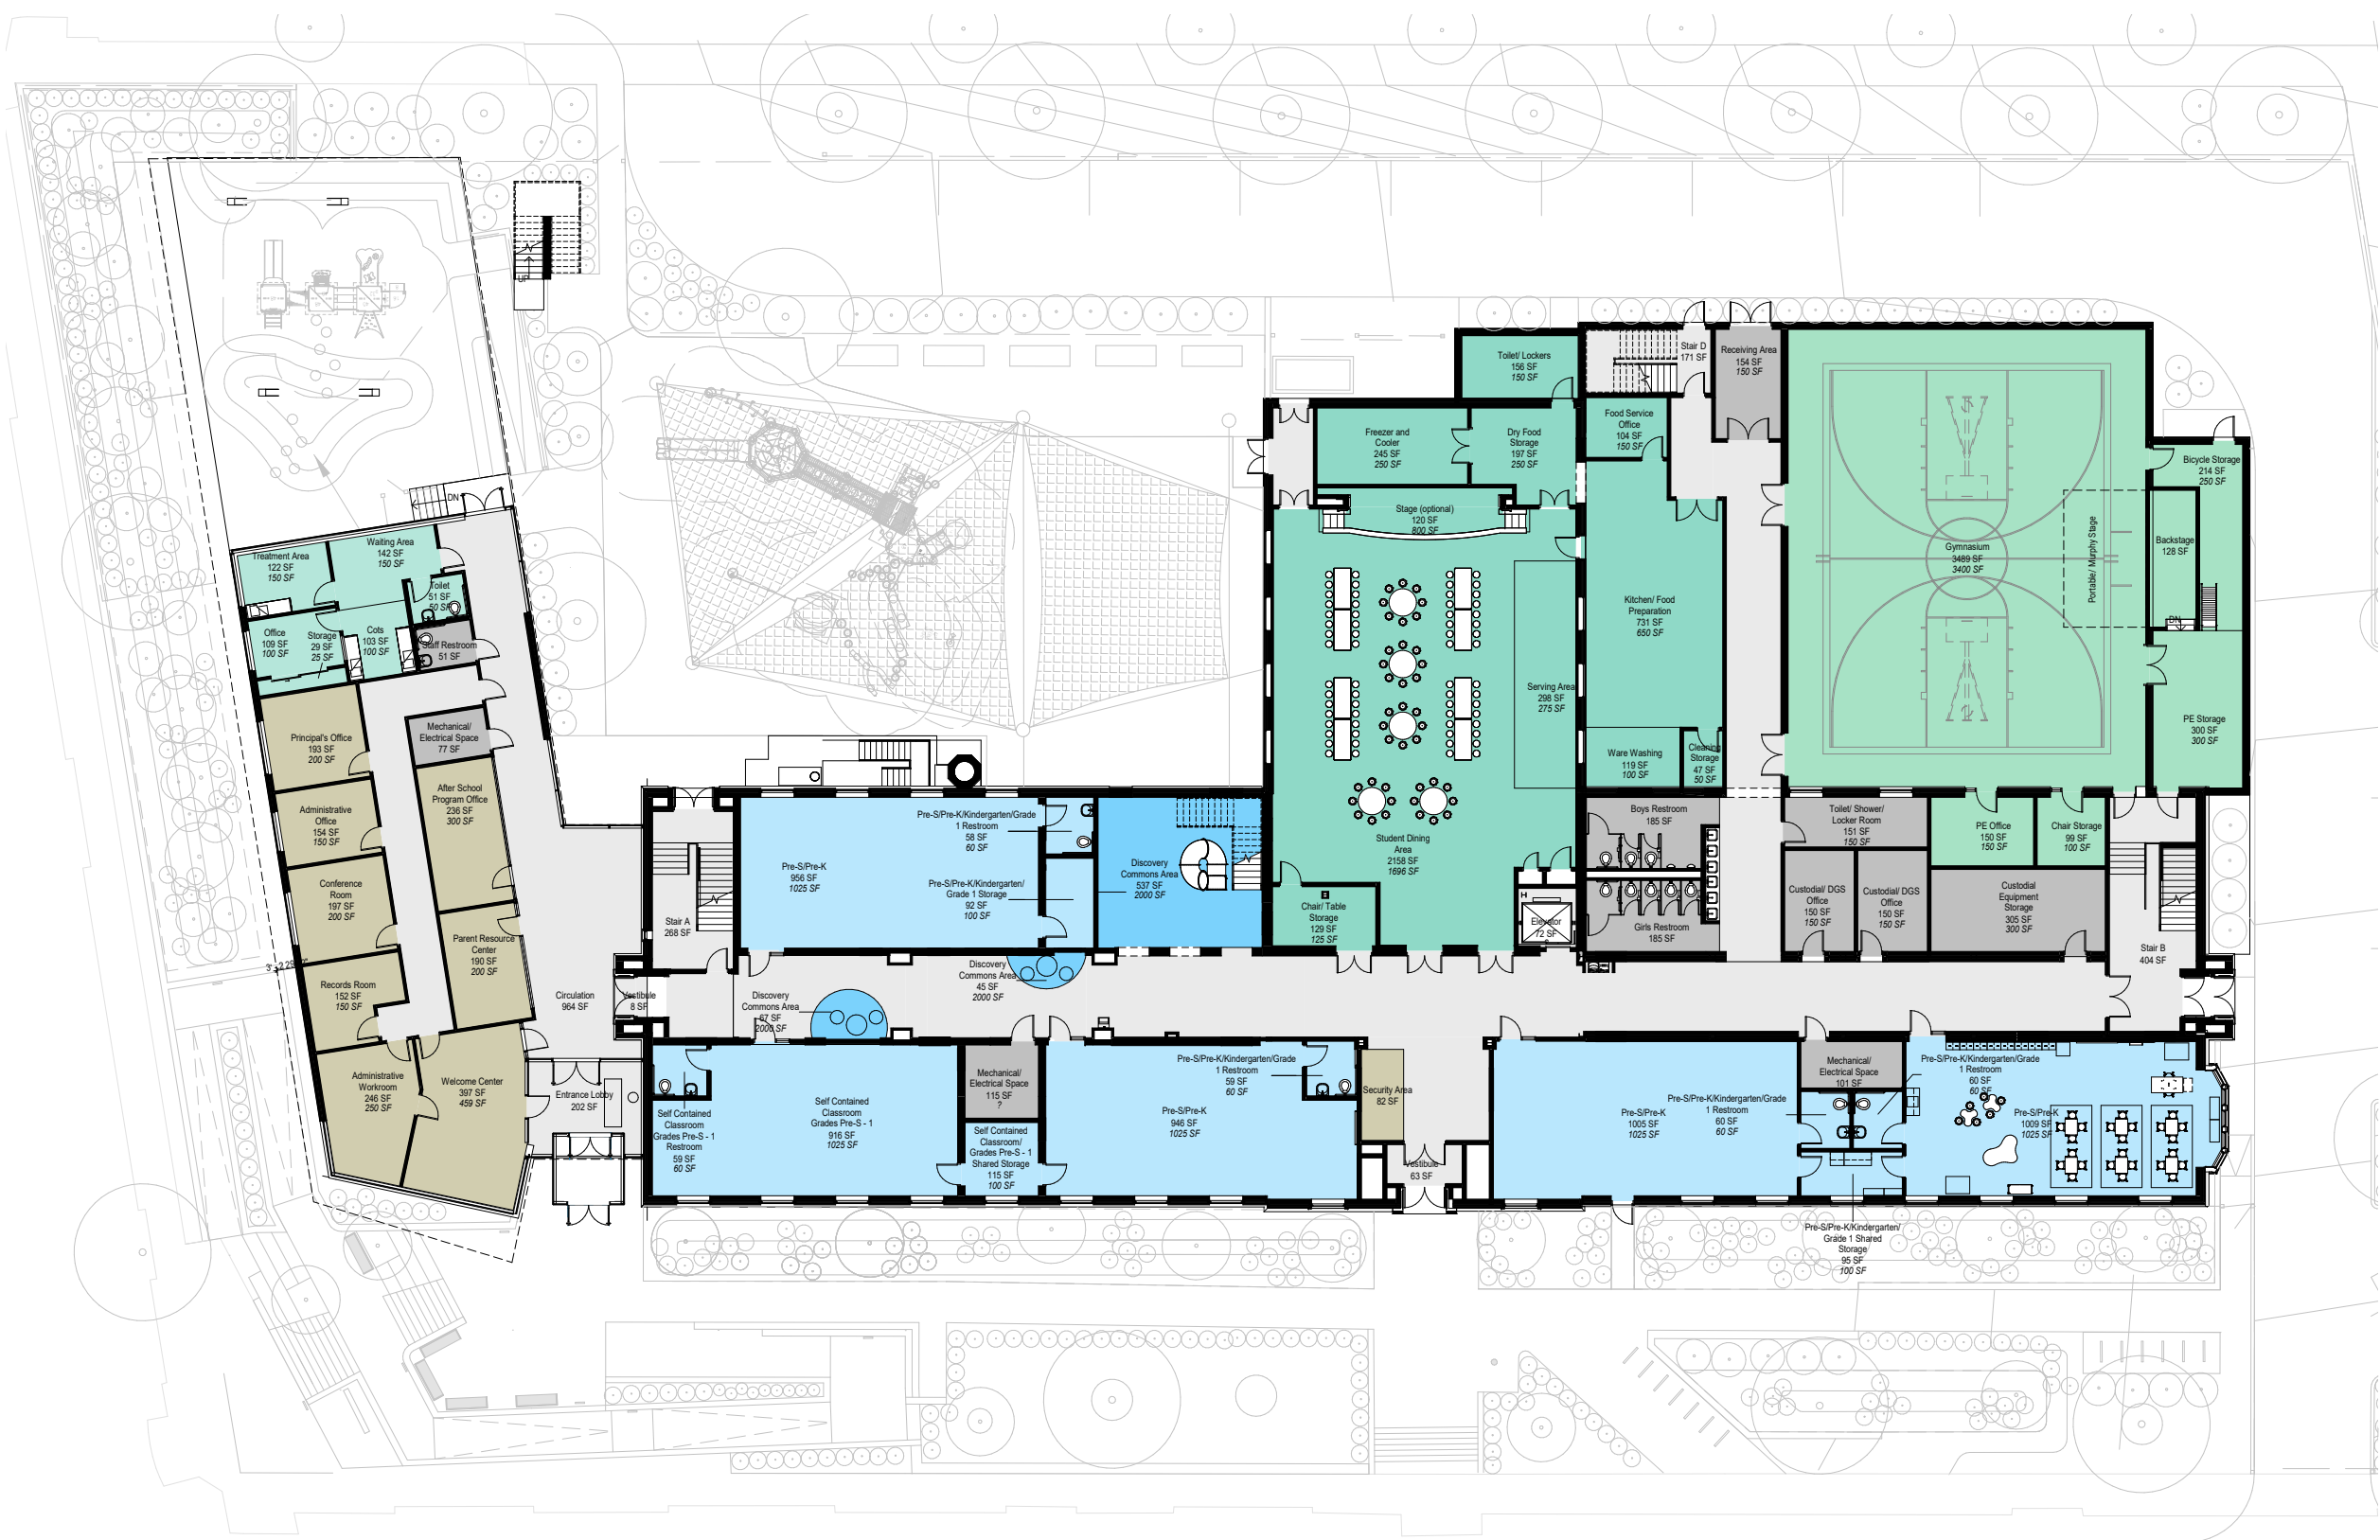 UP
Stair D
171 SF
Receiving Area
154 SF
150 SF
Toilet/ Lockers
156 SF
150 SF
Food Service
Office
104 SF
150 SF
Freezer and
Cooler
245 SF
250 SF
Dry Food
Storage
197 SF
250 SF
Bicycle Storage
214 SF
250 SF
DN
Stage (optional)
120 SF
800 SF
Waiting Area
142 SF
150 SF
Treatment Area
122 SF
150 SF
Toilet
51 SF
50 SF
Backstage
128 SF
Gymnasium
3489 SF
3400 SF
Portable/ Murphy Stage
Kitchen/ Food
Preparation
731 SF
650 SF
DN
Office
109 SF
100 SF
Storage
29 SF
25 SF
Cots
103 SF
100 SF
Staff Restroom
51 SF
Serving Area
298 SF
275 SF
Principal's Office
193 SF
200 SF
Mechanical/
Electrical Space
77 SF
PE Storage
300 SF
300 SF
Ware Washing
119 SF
100 SF
Cleaning
Storage
47 SF
50 SF
After School
Program Office
236 SF
300 SF
Administrative
Office
154 SF
150 SF
Pre-S/Pre-K/Kindergarten/Grade
1 Restroom
58 SF
60 SF
Boys Restroom
185 SF
Toilet/ Shower/
Locker Room
151 SF
150 SF
PE Office
150 SF
150 SF
Chair Storage
99 SF
100 SF
Student Dining
Area
2158 SF
1696 SF
Pre-S/Pre-K
956 SF
1025 SF
Discovery
Commons Area
537 SF
2000 SF
Conference
Room
197 SF
200 SF
Pre-S/Pre-K/Kindergarten/
Grade 1 Storage
92 SF
100 SF
Custodial/ DGS
Office
150 SF
150 SF
Custodial/ DGS
Office
150 SF
150 SF
Custodial
Equipment
Storage
305 SF
300 SF
Chair/ Table
Storage
129 SF
125 SF
Stair A
268 SF
Elevator
72 SF
Girls Restroom
185 SF
Parent Resource
Center
190 SF
200 SF
Stair B
404 SF
Records Room
152 SF
150 SF
Circulation
964 SF
Vestibule
8 SF
Discovery
Commons Area
45 SF
2000 SF
Discovery
Commons Area
67 SF
2000 SF
Administrative
Workroom
246 SF
250 SF
Welcome Center
397 SF
459 SF
Entrance Lobby
202 SF
Self Contained
Classroom
Grades Pre-S - 1
Restroom
59 SF
60 SF
Self Contained
Classroom
Grades Pre-S - 1
916 SF
1025 SF
Mechanical/
Electrical Space
115 SF
?
Self Contained
Classroom/
Grades Pre-S - 1
Shared Storage
115 SF
100 SF
Pre-S/Pre-K/Kindergarten/Grade
1 Restroom
59 SF
60 SF
Pre-S/Pre-K
946 SF
1025 SF
Security Area
82 SF
Vestibule
63 SF
Pre-S/Pre-K
1005 SF
1025 SF
Pre-S/Pre-K/Kindergarten/Grade
1 Restroom
60 SF
60 SF
Mechanical/
Electrical Space
101 SF
Pre-S/Pre-K/Kindergarten/Grade
1 Restroom
60 SF
60 SF
Pre-S/Pre-K
1009 SF
1025 SF
Pre-S/Pre-K/Kindergarten/
Grade 1 Shared
Storage
95 SF
100 SF